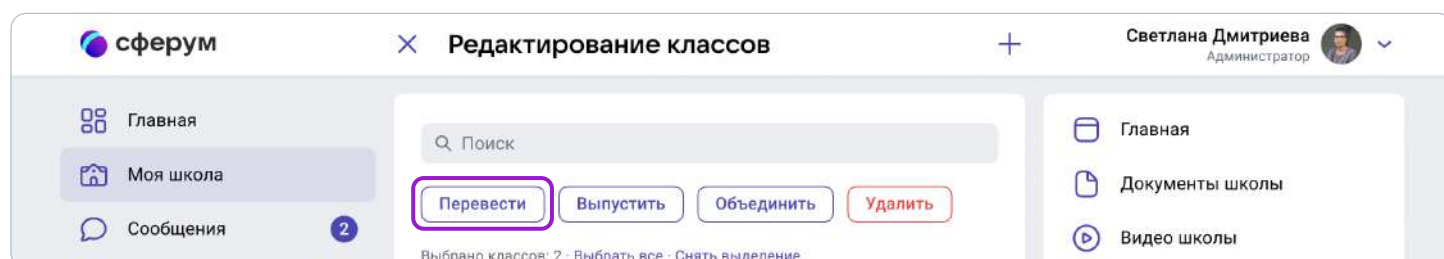 сферум
Редактирование классов
Светлана Дмитриева
Администратор
Главная
Моя школа
Сообщения
2
Поиск
Перевести
Выпустить
Объединить
Удалить
Выбрано классов: 2 · Выбрать все · Снять выделение
Главная
Документы школы
Видео школы